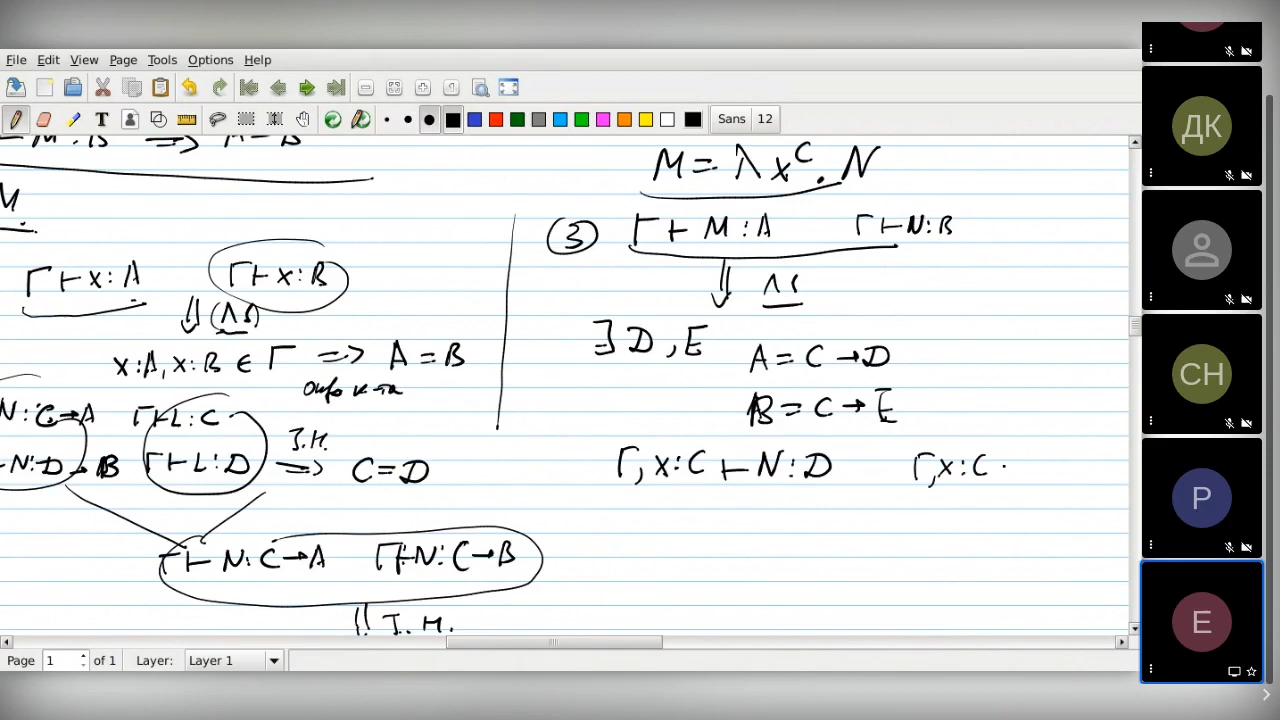 File Edit View Page Tools Options Help
Sans 12
M = λ x^C . N
M
③ Γ ⊢ M : A Γ ⊢ N : B
Γ ⊢ x : A Γ ⊢ x : B
∃ D , E
A = C → D
x : A, x : B ∈ Γ ⇒ A = B
B = C → E
N : C → A Γ ⊢ L : C
⊢ N : D → B Γ ⊢ L : D I.H. ⇒ C = D
Γ, x : C ⊢ N : D Γ, x : C
Γ ⊢ N : C → A Γ ⊢ N : C → B
⇓ I.H.
Page 1 of 1 Layer: Layer 1
ДК
СН
Р
Е